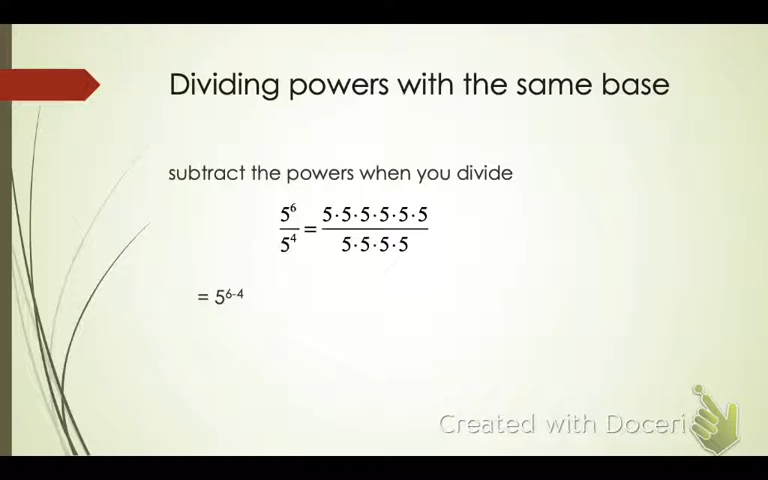 Dividing powers with the same base
subtract the powers when you divide
5⁶/5⁴ = 5·5·5·5·5·5/5·5·5·5
= 5⁶⁻⁴
Created with Doceri